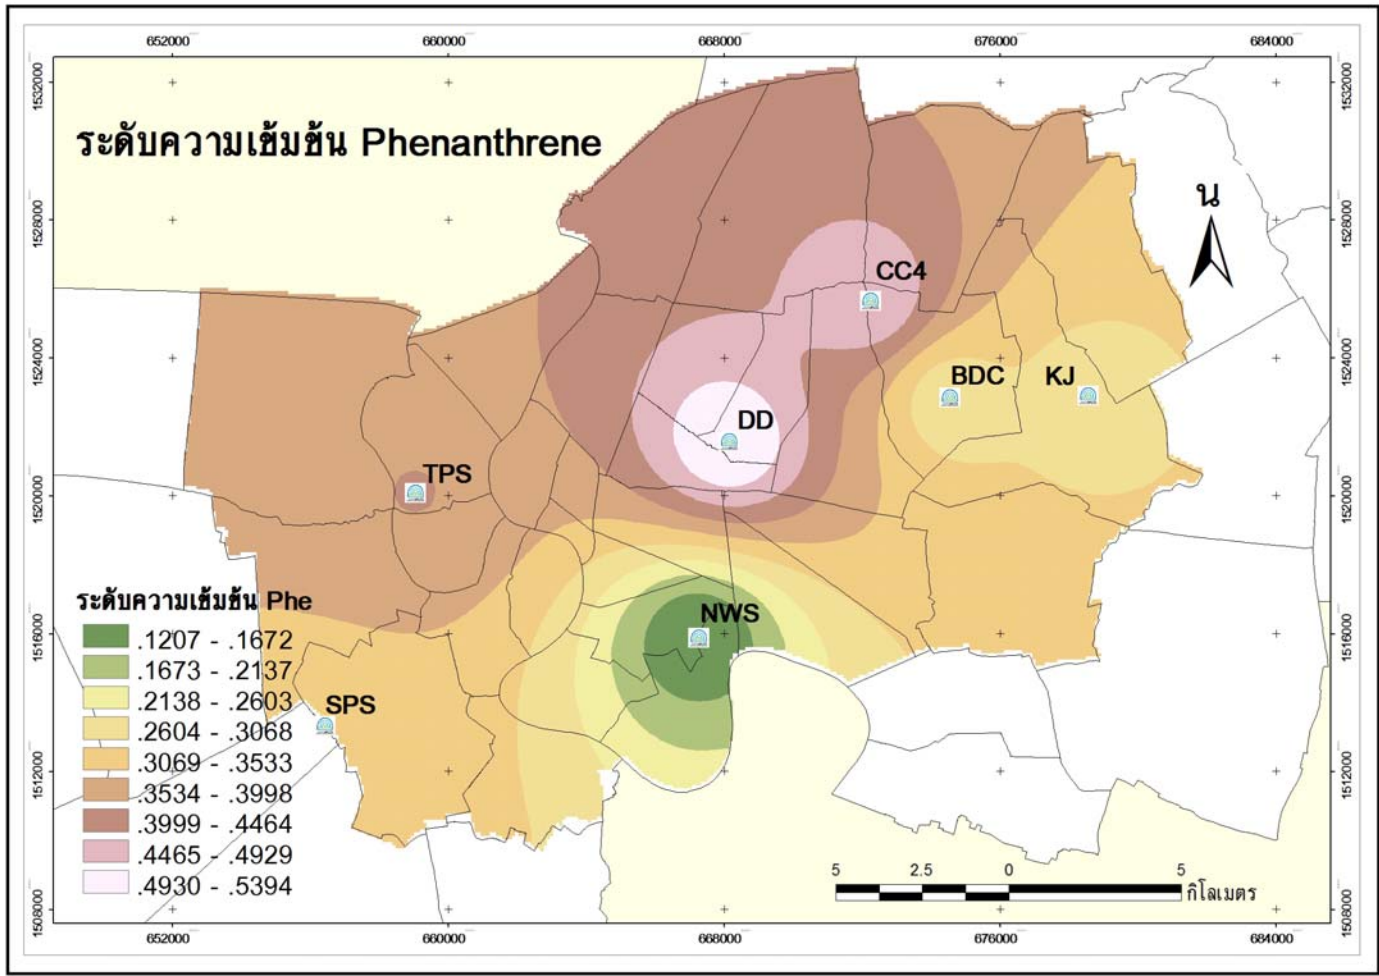 652000 660000 668000 676000 684000
1532000 1532000
ระดับความเข้มข้น Phenanthrene
น
1528000 1528000
CC4
1524000 1524000
BDC KJ
DD
TPS
1520000 1520000
ระดับความเข้มข้น Phe
NWS
1516000 1516000
.1207 - .1672
.1673 - .2137
.2138 - .2603
SPS
.2604 - .3068
.3069 - .3533
1512000 1512000
.3534 - .3998
.3999 - .4464
.4465 - .4929
.4930 - .5394
5 2.5 0 5
กิโลเมตร
1508000 1508000
652000 660000 668000 676000 684000